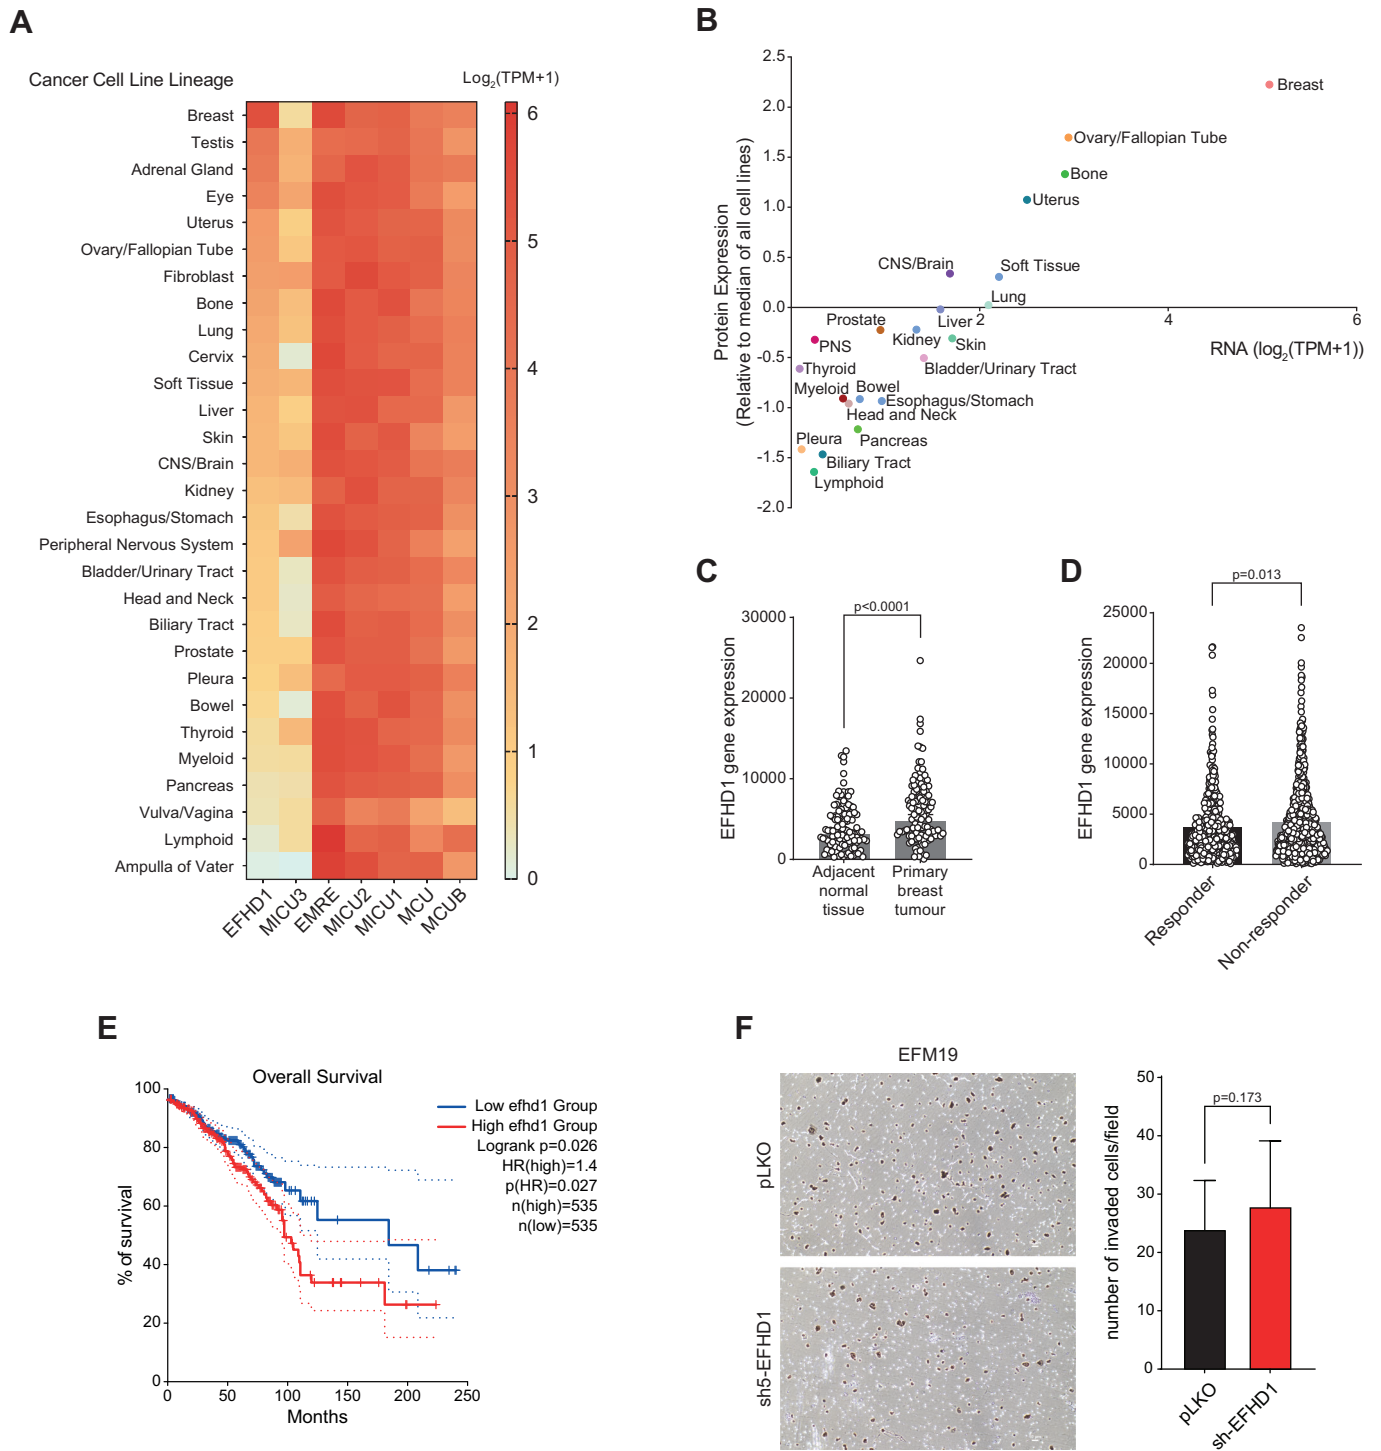 A
Cancer Cell Line Lineage
Log2(TPM+1)
Breast
Testis
Adrenal Gland
Eye
Uterus
Ovary/Fallopian Tube
Fibroblast
Bone
Lung
Cervix
Soft Tissue
Liver
Skin
CNS/Brain
Kidney
Esophagus/Stomach
Peripheral Nervous System
Bladder/Urinary Tract
Head and Neck
Biliary Tract
Prostate
Pleura
Bowel
Thyroid
Myeloid
Pancreas
Vulva/Vagina
Lymphoid
Ampulla of Vater
EFHD1
MICU3
EMRE
MICU2
MICU1
MCU
MCUB
6
5
4
3
2
1
0
B
Protein Expression
(Relative to median of all cell lines)
2.5
2.0
1.5
1.0
0.5
0.0
-0.5
-1.0
-1.5
-2.0
2
4
6
RNA (log2(TPM+1))
Breast
Ovary/Fallopian Tube
Bone
Uterus
CNS/Brain
Soft Tissue
Lung
Prostate
Liver
PNS
Kidney
Skin
Thyroid
Bladder/Urinary Tract
Myeloid
Bowel
Esophagus/Stomach
Head and Neck
Pleura
Pancreas
Biliary Tract
Lymphoid
C
EFHD1 gene expression
p<0.0001
30000
20000
10000
0
Adjacent
normal
tissue
Primary
breast
tumour
D
EFHD1 gene expression
p=0.013
25000
20000
15000
10000
5000
0
Responder
Non-responder
E
Overall Survival
% of survival
100
80
60
40
20
0
0
50
100
150
200
250
Months
Low efhd1 Group
High efhd1 Group
Logrank p=0.026
HR(high)=1.4
p(HR)=0.027
n(high)=535
n(low)=535
F
EFM19
pLKO
sh5-EFHD1
number of invaded cells/field
p=0.173
50
40
30
20
10
0
pLKO
sh-EFHD1